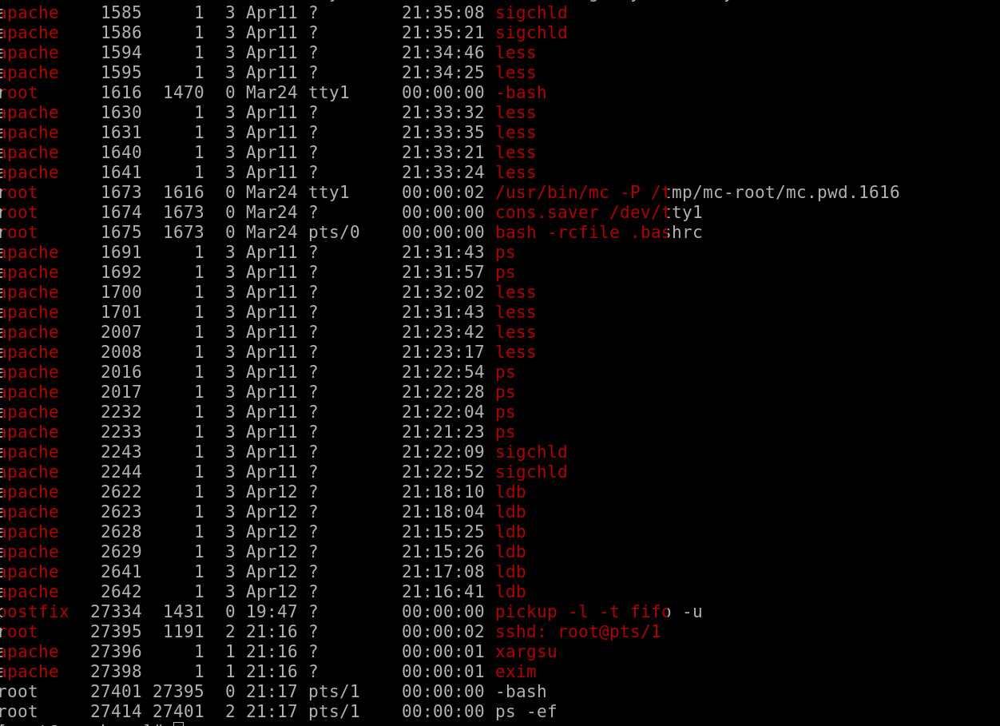 apache 1585 1 3 Apr11 ? 21:35:08 sigchld
apache 1586 1 3 Apr11 ? 21:35:21 sigchld
apache 1594 1 3 Apr11 ? 21:34:46 less
apache 1595 1 3 Apr11 ? 21:34:25 less
root 1616 1470 0 Mar24 tty1 00:00:00 -bash
apache 1630 1 3 Apr11 ? 21:33:32 less
apache 1631 1 3 Apr11 ? 21:33:35 less
apache 1640 1 3 Apr11 ? 21:33:21 less
apache 1641 1 3 Apr11 ? 21:33:24 less
root 1673 1616 0 Mar24 tty1 00:00:02 /usr/bin/mc -P /tmp/mc-root/mc.pwd.1616
root 1674 1673 0 Mar24 ? 00:00:00 cons.saver /dev/tty1
root 1675 1673 0 Mar24 pts/0 00:00:00 bash -rcfile .bashrc
apache 1691 1 3 Apr11 ? 21:31:43 ps
apache 1692 1 3 Apr11 ? 21:31:57 ps
apache 1700 1 3 Apr11 ? 21:32:02 less
apache 1701 1 3 Apr11 ? 21:31:43 less
apache 2007 1 3 Apr11 ? 21:23:42 less
apache 2008 1 3 Apr11 ? 21:23:17 less
apache 2016 1 3 Apr11 ? 21:22:54 ps
apache 2017 1 3 Apr11 ? 21:22:28 ps
apache 2232 1 3 Apr11 ? 21:22:04 ps
apache 2233 1 3 Apr11 ? 21:21:23 ps
apache 2243 1 3 Apr11 ? 21:22:09 sigchld
apache 2244 1 3 Apr11 ? 21:22:52 sigchld
apache 2622 1 3 Apr12 ? 21:18:10 ldb
apache 2623 1 3 Apr12 ? 21:18:04 ldb
apache 2628 1 3 Apr12 ? 21:15:25 ldb
apache 2629 1 3 Apr12 ? 21:15:26 ldb
apache 2641 1 3 Apr12 ? 21:17:08 ldb
apache 2642 1 3 Apr12 ? 21:16:41 ldb
postfix 27334 1431 0 19:47 ? 00:00:00 pickup -l -t fifo -u
root 27395 1191 2 21:16 ? 00:00:02 sshd: root@pts/1
apache 27396 1 1 21:16 ? 00:00:01 xargsu
apache 27398 1 1 21:16 ? 00:00:01 exim
root 27401 27395 0 21:17 pts/1 00:00:00 -bash
root 27414 27401 2 21:17 pts/1 00:00:00 ps -ef